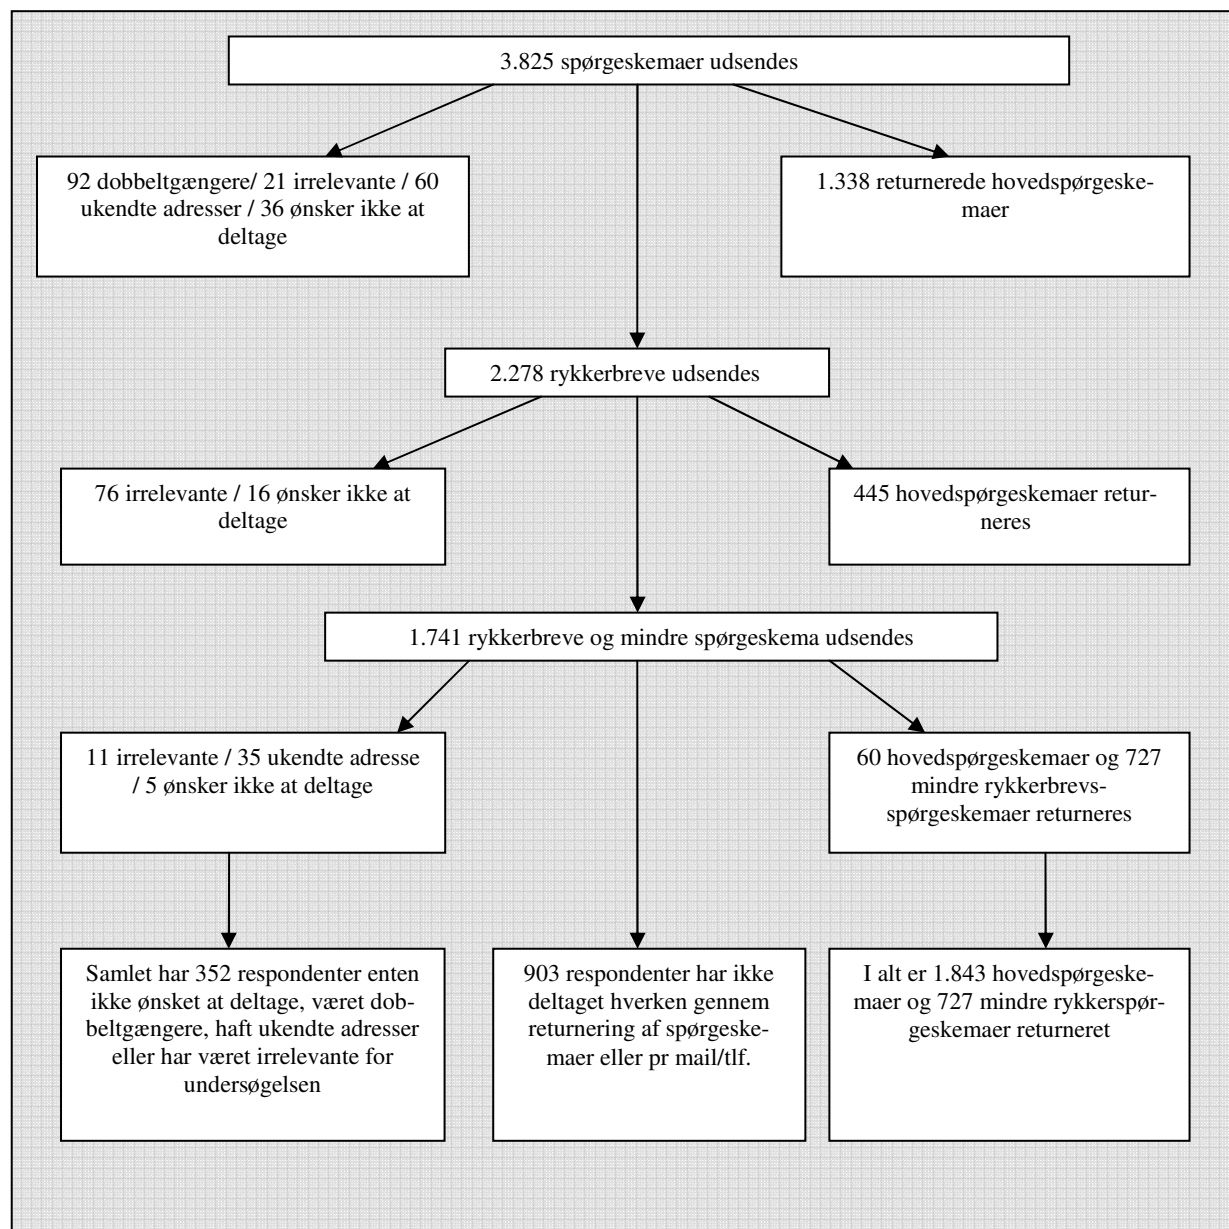 3.825 spørgeskemaer udsendes
92 dobbeltgængere/ 21 irrelevante / 60
ukendte adresser / 36 ønsker ikke at
deltage
1.338 returnerede hovedspørgeske-
maer
2.278 rykkerbreve udsendes
76 irrelevante / 16 ønsker ikke at
deltage
445 hovedspørgeskemaer retur-
neres
1.741 rykkerbreve og mindre spørgeskema udsendes
11 irrelevante / 35 ukendte adresse
/ 5 ønsker ikke at deltage
60 hovedspørgeskemaer og 727
mindre rykkerbrevs-
spørgeskemaer returneres
Samlet har 352 respondenter enten
ikke ønsket at deltage, været dob-
beltgængere, haft ukendte adresser
eller har været irrelevante for
undersøgelsen
903 respondenter har ikke
deltaget hverken gennem
returnering af spørgeske-
maer eller pr mail/tlf.
I alt er 1.843 hovedspørgeske-
maer og 727 mindre rykkerspør-
geskemaer returneret